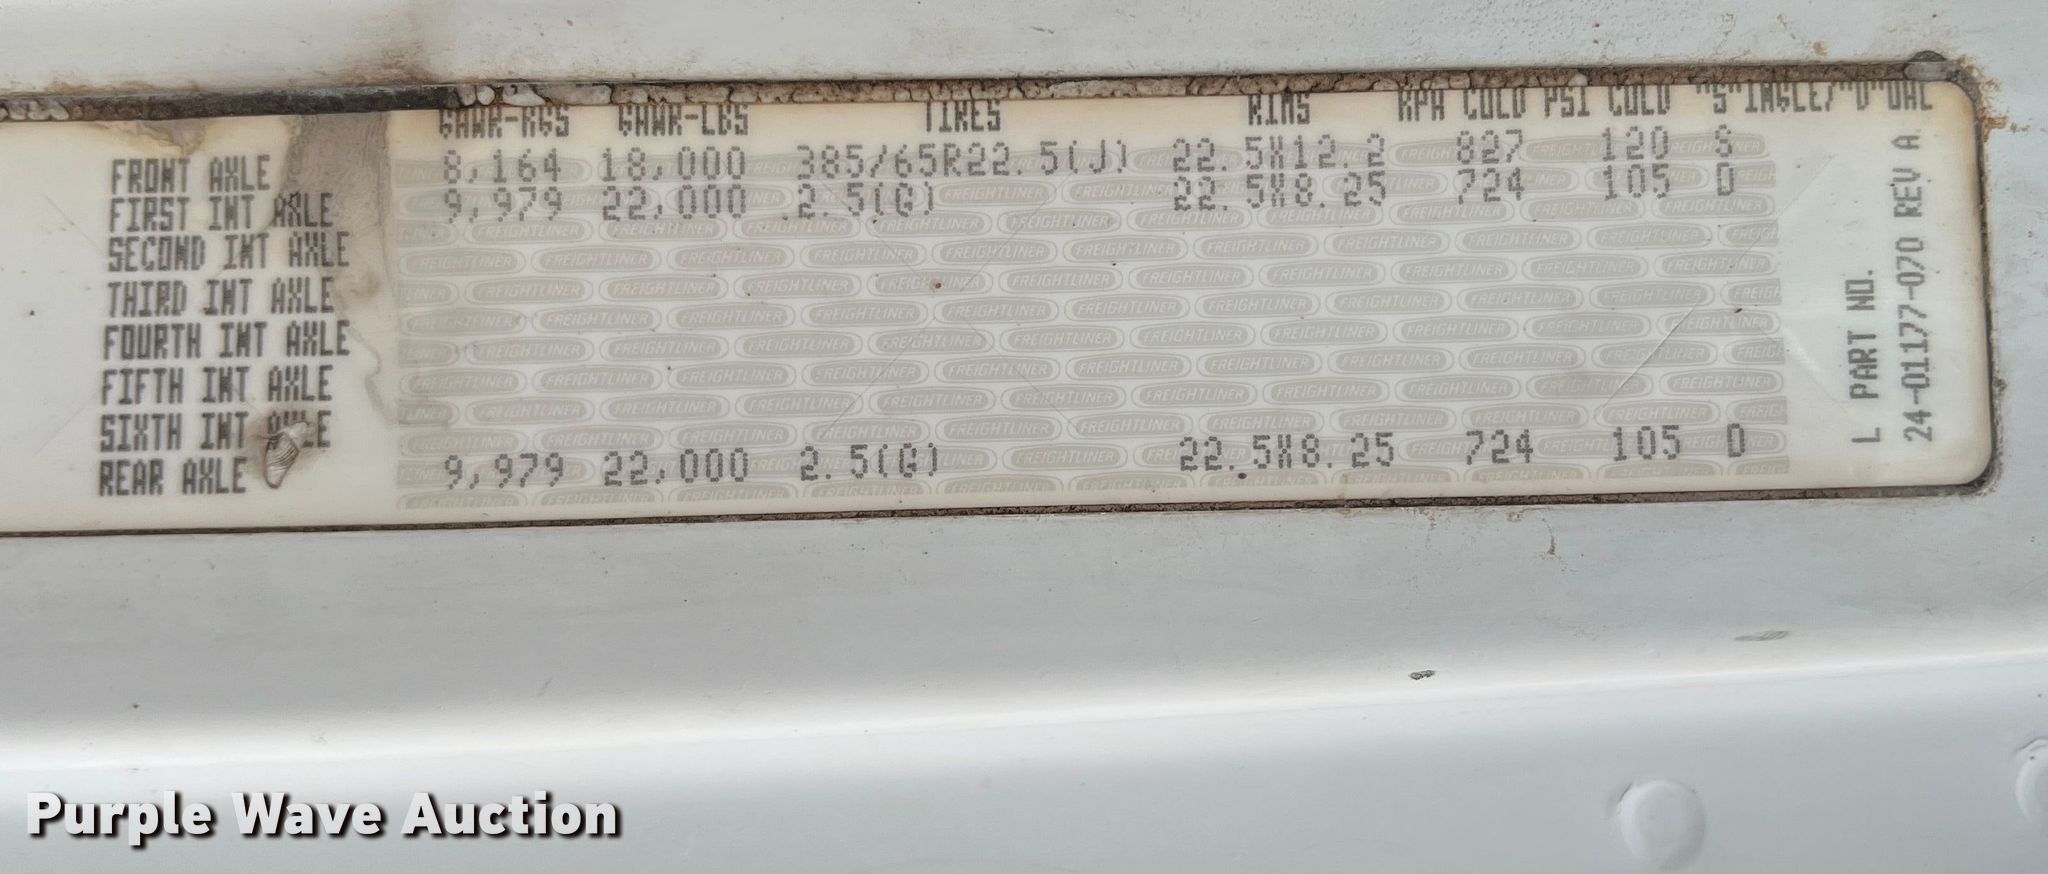 GAWR-KGS GAWR-LBS TIRES RIMS KPA COLD PSI COLD "S"INGLE/"D"UAL
FRONT AXLE 8,164 18,000 385/65R22.5(J) 22.5X12.2 827 120 S
FIRST INT AXLE 9,979 22,000 2.5(G) 22.5X8.25 724 105 D
SECOND INT AXLE
THIRD INT AXLE
FOURTH INT AXLE
FIFTH INT AXLE
SIXTH INT AXLE
REAR AXLE 9,979 22,000 2.5(G) 22.5X8.25 724 105 D
L PART NO.
24-01177-070 REV A
FREIGHTLINER
Purple Wave Auction